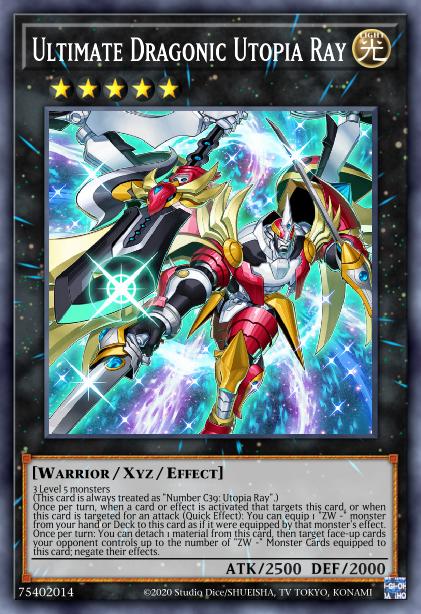 ULTIMATE DRAGONIC UTOPIA RAY
LIGHT
光
[WARRIOR / XYZ / EFFECT]
3 Level 5 monsters
(This card is always treated as "Number C39: Utopia Ray".)
Once per turn, when a card or effect is activated that targets this card, or when
this card is targeted for an attack (Quick Effect): You can equip 1 "ZW -" monster
from your hand or Deck to this card as if it were equipped by that monster's effect.
Once per turn: You can detach 1 material from this card, then target face-up cards
your opponent controls up to the number of "ZW -" Monster Cards equipped to
this card; negate their effects.
ATK/2500 DEF/2000
75402014
©2020 Studio Dice/SHUEISHA, TV TOKYO, KONAMI